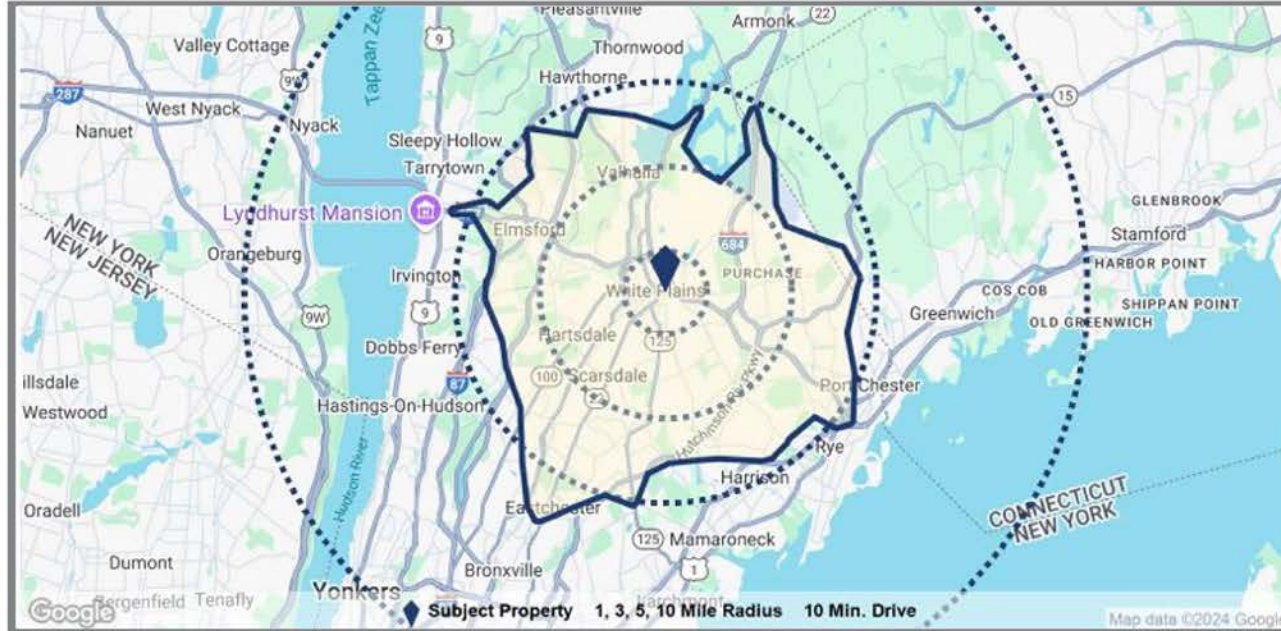 Pleasantville
Armonk
22
Valley Cottage
Tappan Zee
9
Thornwood
9W
Hawthorne
287
West Nyack
15
Nanuet
Nyack
Sleepy Hollow
Tarrytown
Valhalla
Lyndhurst Mansion
Elmsford
GLENBROOK
NEW YORK
NEW JERSEY
Orangeburg
684
Stamford
Irvington
PURCHASE
HARBOR POINT
White Plains
COS COB
SHIPPAN POINT
9W
9
Greenwich
OLD GREENWICH
Hartsdale
125
Dobbs Ferry
illsdale
87
100
Scarsdale
Port Chester
Westwood
Hastings-On-Hudson
22
Hutchinson Riv Pkwy
Rye
Harrison
Hudson River
Oradell
Eastchester
CONNECTICUT
NEW YORK
125
Mamaroneck
Dumont
Bronxville
1
Yonkers
Bergenfield
Tenafly
Larchmont
Google
Subject Property 1, 3, 5, 10 Mile Radius 10 Min. Drive
Map data ©2024 Google